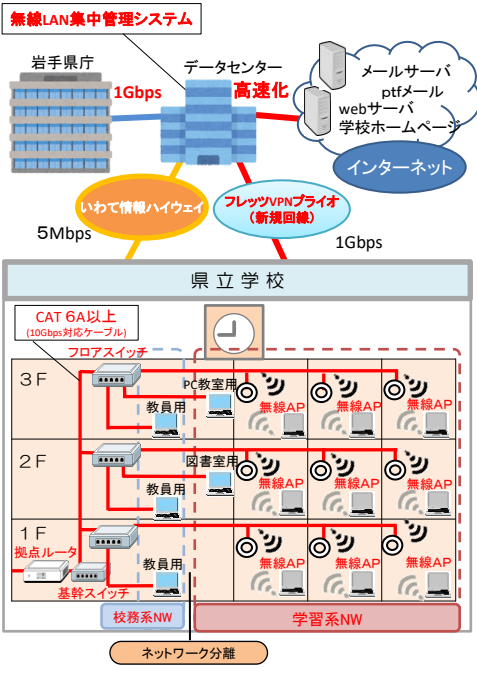 無線LAN集中管理システム
岩手県庁
データセンター
1Gbps
高速化
メールサーバ
ptfメール
webサーバ
学校ホームページ
インターネット
いわて情報ハイウェイ
フレッツVPNプライオ
（新規回線）
5Mbps
1Gbps
県立学校
CAT 6A以上
(10Gbps対応ケーブル)
フロアスイッチ
3F
PC教室用
教員用
無線AP
無線AP
無線AP
2F
図書室用
教員用
無線AP
無線AP
無線AP
1F
拠点ルータ
基幹スイッチ
教員用
無線AP
無線AP
無線AP
校務系NW
学習系NW
ネットワーク分離